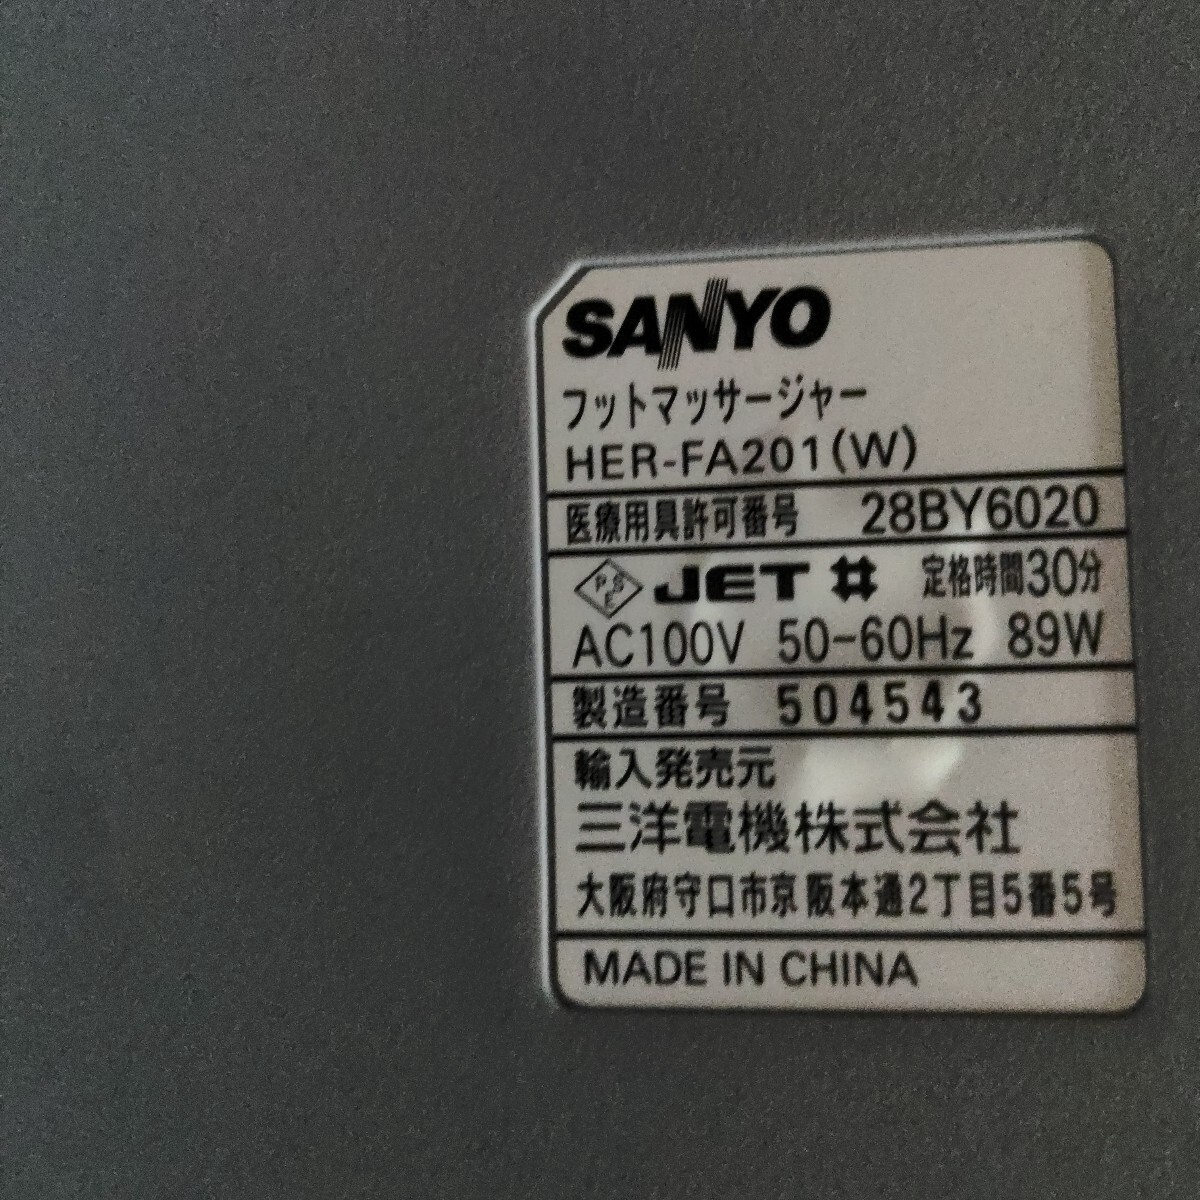 SANYO
フットマッサージャー
HER-FA201(W)
医療用具許可番号 28BY6020
PSE JET 定格時間30分
AC100V 50-60Hz 89W
製造番号 504543
輸入発売元
三洋電機株式会社
大阪府守口市京阪本通2丁目5番5号
MADE IN CHINA